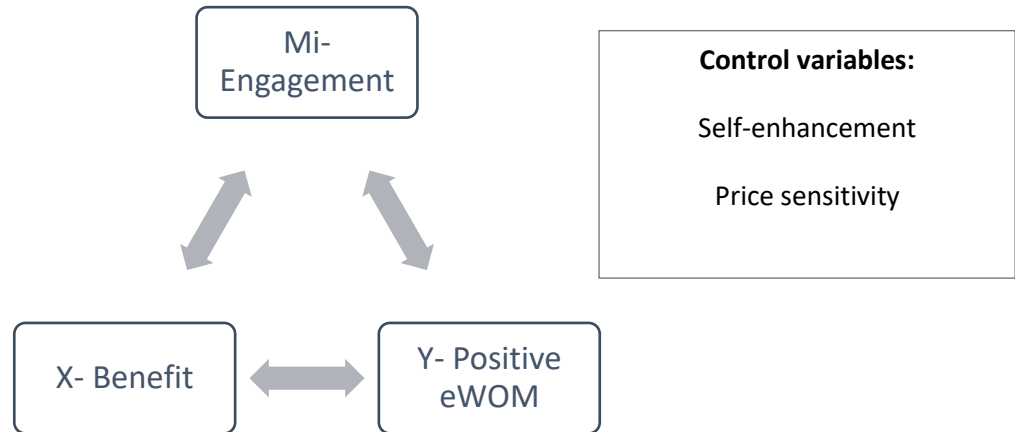 Mi-
Engagement
Control variables:
Self-enhancement
Price sensitivity
X- Benefit
Y- Positive
eWOM